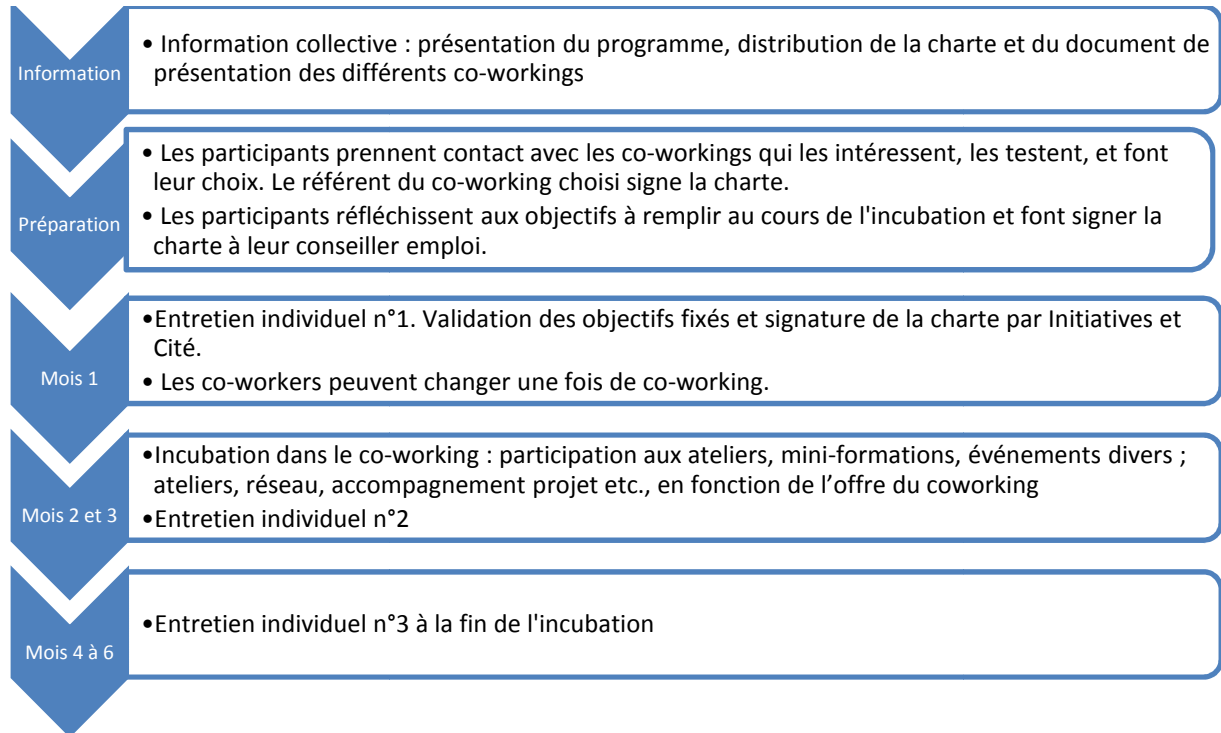 Information
• Information collective : présentation du programme, distribution de la charte et du document de
présentation des différents co-workings
Préparation
• Les participants prennent contact avec les co-workings qui les intéressent, les testent, et font
leur choix. Le référent du co-working choisi signe la charte.
• Les participants réfléchissent aux objectifs à remplir au cours de l'incubation et font signer la
charte à leur conseiller emploi.
Mois 1
•Entretien individuel n°1. Validation des objectifs fixés et signature de la charte par Initiatives et
Cité.
• Les co-workers peuvent changer une fois de co-working.
Mois 2 et 3
•Incubation dans le co-working : participation aux ateliers, mini-formations, événements divers ;
ateliers, réseau, accompagnement projet etc., en fonction de l’offre du coworking
•Entretien individuel n°2
Mois 4 à 6
•Entretien individuel n°3 à la fin de l'incubation